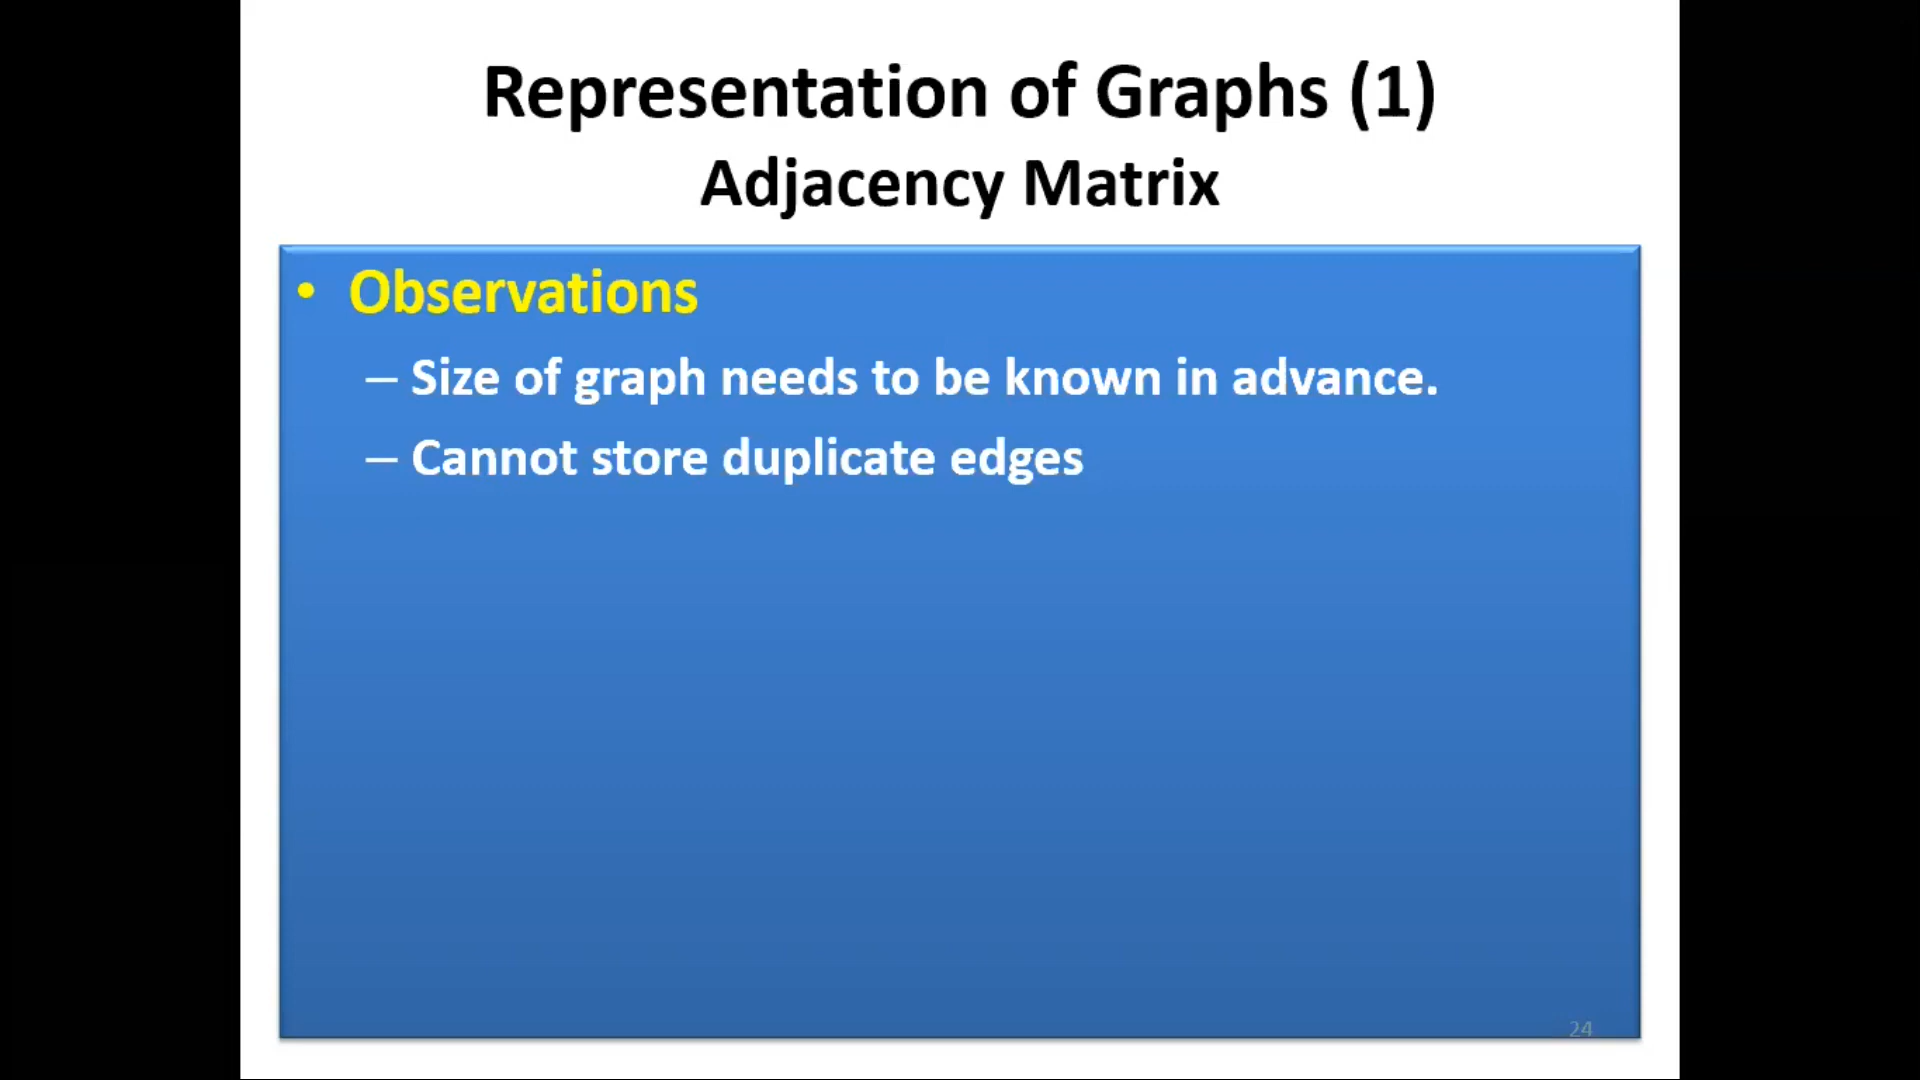 Representation of Graphs (1)
Adjacency Matrix
• Observations
– Size of graph needs to be known in advance.
– Cannot store duplicate edges
24